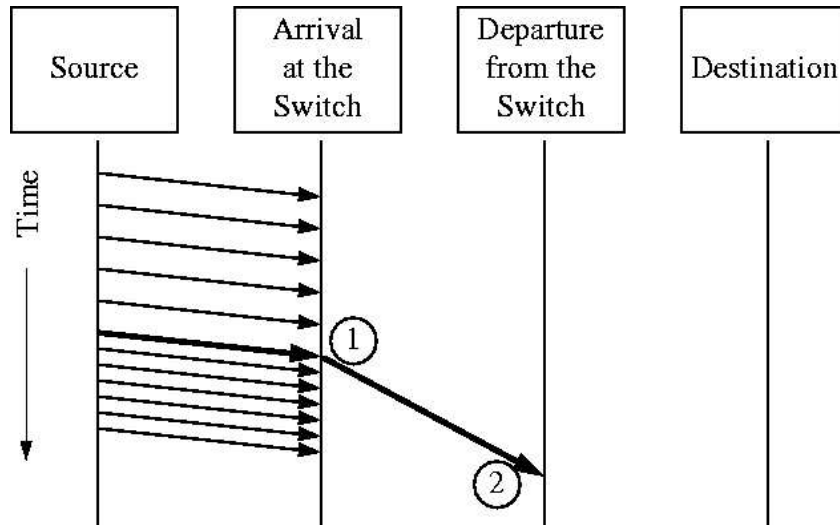 Source
Arrival
at the
Switch
Departure
from the
Switch
Destination
Time
1
2